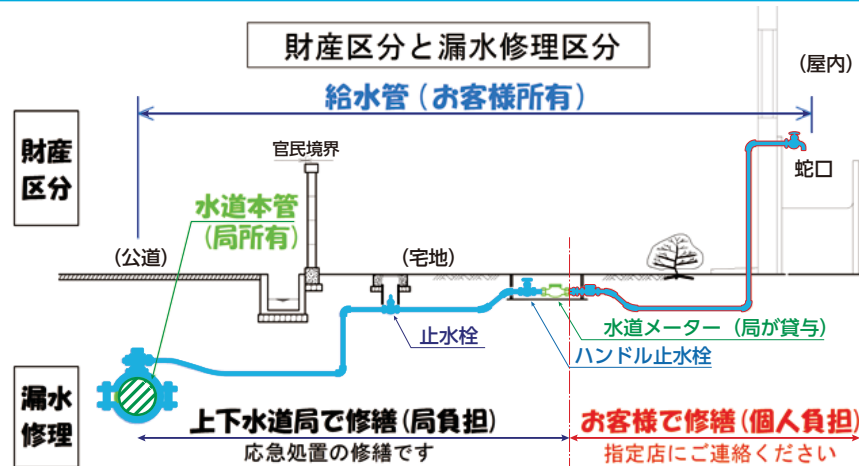 財産区分と漏水修理区分
(屋内)
給水管(お客様所有)
財産
区分
官民境界
蛇口
水道本管
(局所有)
(公道)
(宅地)
止水栓
水道メーター(局が貸与)
ハンドル止水栓
漏水
修理
上下水道局で修繕(局負担)
応急処置の修繕です
お客様で修繕(個人負担)
指定店にご連絡ください